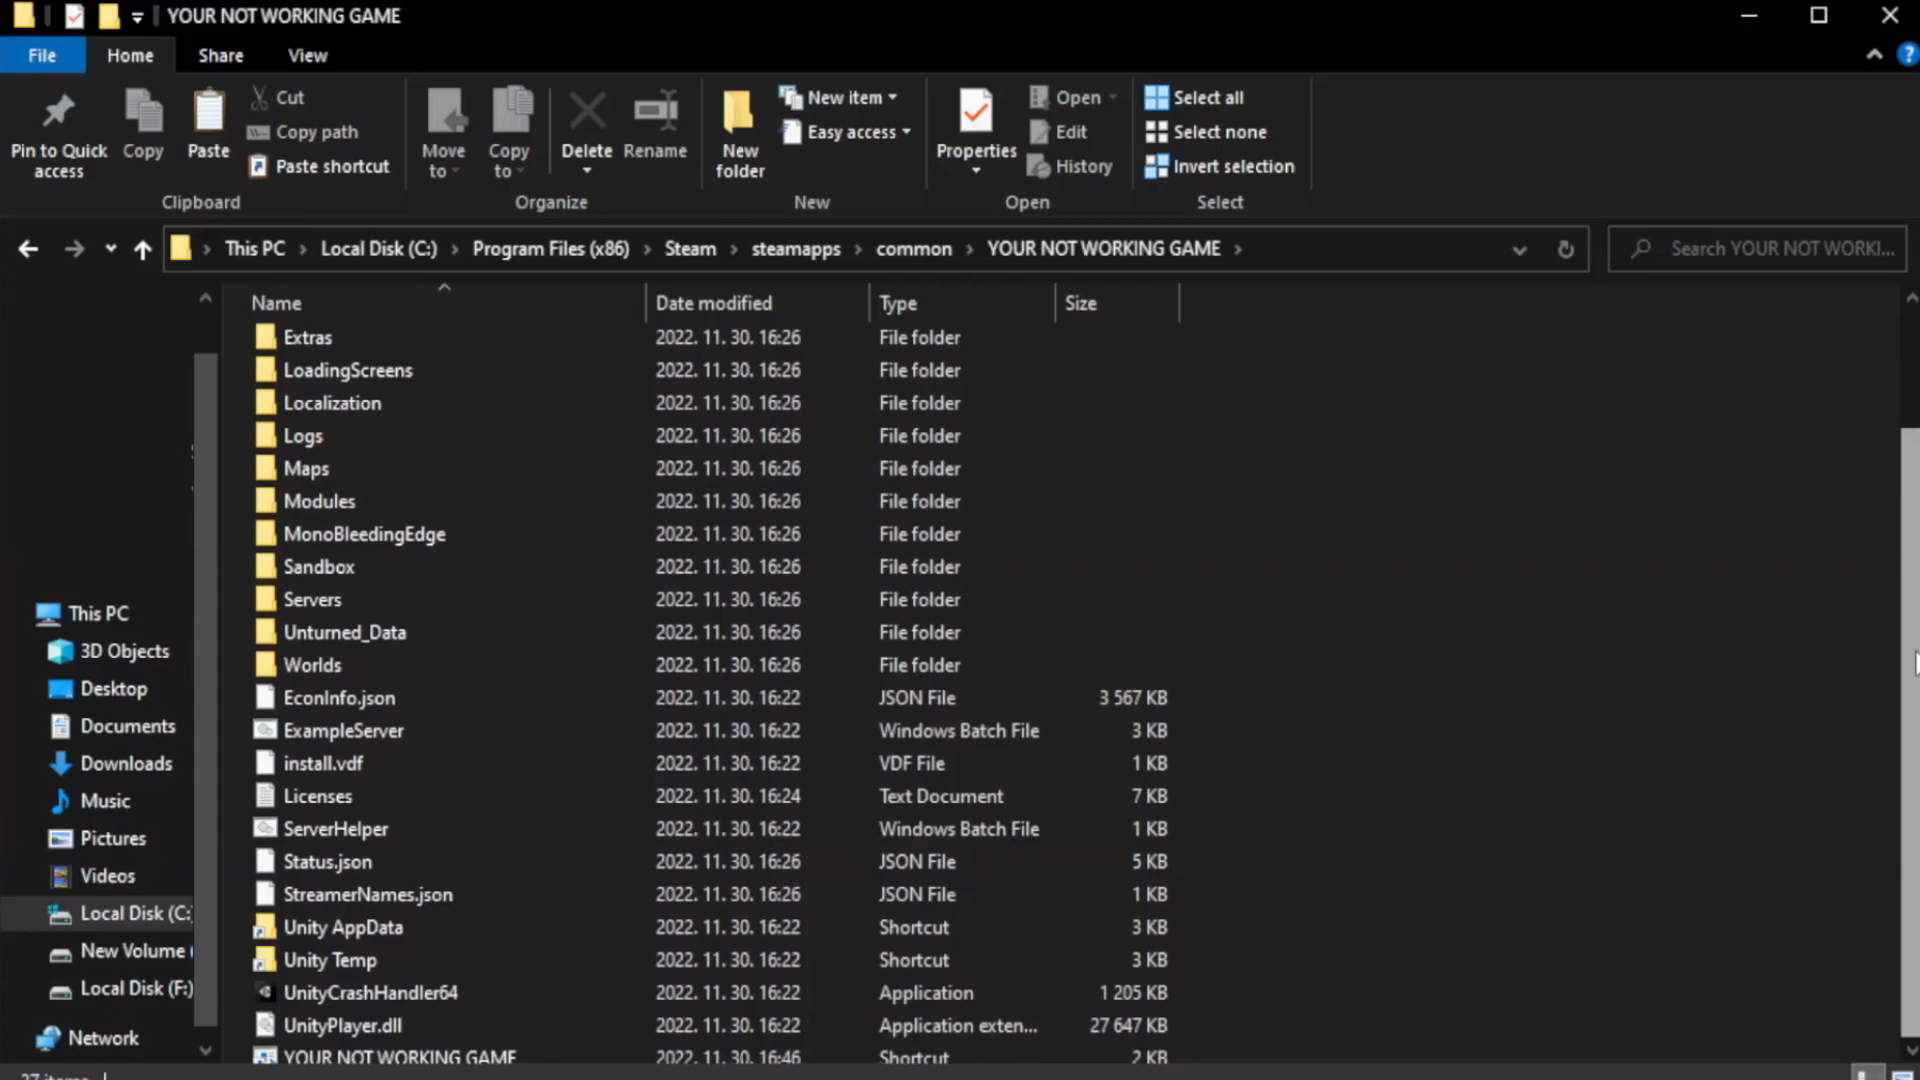 YOUR NOT WORKING GAME
File Home Share View
Pin to Quick access
Copy
Paste
Cut
Copy path
Paste shortcut
Clipboard
Move to
Copy to
Delete
Rename
Organize
New folder
New item
Easy access
New
Properties
Open
Edit
History
Open
Select all
Select none
Invert selection
Select
This PC > Local Disk (C:) > Program Files (x86) > Steam > steamapps > common > YOUR NOT WORKING GAME >
Search YOUR NOT WORKI...
This PC
3D Objects
Desktop
Documents
Downloads
Music
Pictures
Videos
Local Disk (C:
New Volume (
Local Disk (F:)
Network
Name Date modified Type Size
Extras 2022. 11. 30. 16:26 File folder
LoadingScreens 2022. 11. 30. 16:26 File folder
Localization 2022. 11. 30. 16:26 File folder
Logs 2022. 11. 30. 16:26 File folder
Maps 2022. 11. 30. 16:26 File folder
Modules 2022. 11. 30. 16:26 File folder
MonoBleedingEdge 2022. 11. 30. 16:26 File folder
Sandbox 2022. 11. 30. 16:26 File folder
Servers 2022. 11. 30. 16:26 File folder
Unturned_Data 2022. 11. 30. 16:26 File folder
Worlds 2022. 11. 30. 16:26 File folder
EconInfo.json 2022. 11. 30. 16:22 JSON File 3 567 KB
ExampleServer 2022. 11. 30. 16:22 Windows Batch File 3 KB
install.vdf 2022. 11. 30. 16:22 VDF File 1 KB
Licenses 2022. 11. 30. 16:24 Text Document 7 KB
ServerHelper 2022. 11. 30. 16:22 Windows Batch File 1 KB
Status.json 2022. 11. 30. 16:26 JSON File 5 KB
StreamerNames.json 2022. 11. 30. 16:26 JSON File 1 KB
Unity AppData 2022. 11. 30. 16:22 Shortcut 3 KB
Unity Temp 2022. 11. 30. 16:22 Shortcut 3 KB
UnityCrashHandler64 2022. 11. 30. 16:22 Application 1 205 KB
UnityPlayer.dll 2022. 11. 30. 16:22 Application exten... 27 647 KB
YOUR NOT WORKING GAME 2022. 11. 30. 16:46 Shortcut 2 KB
27 items